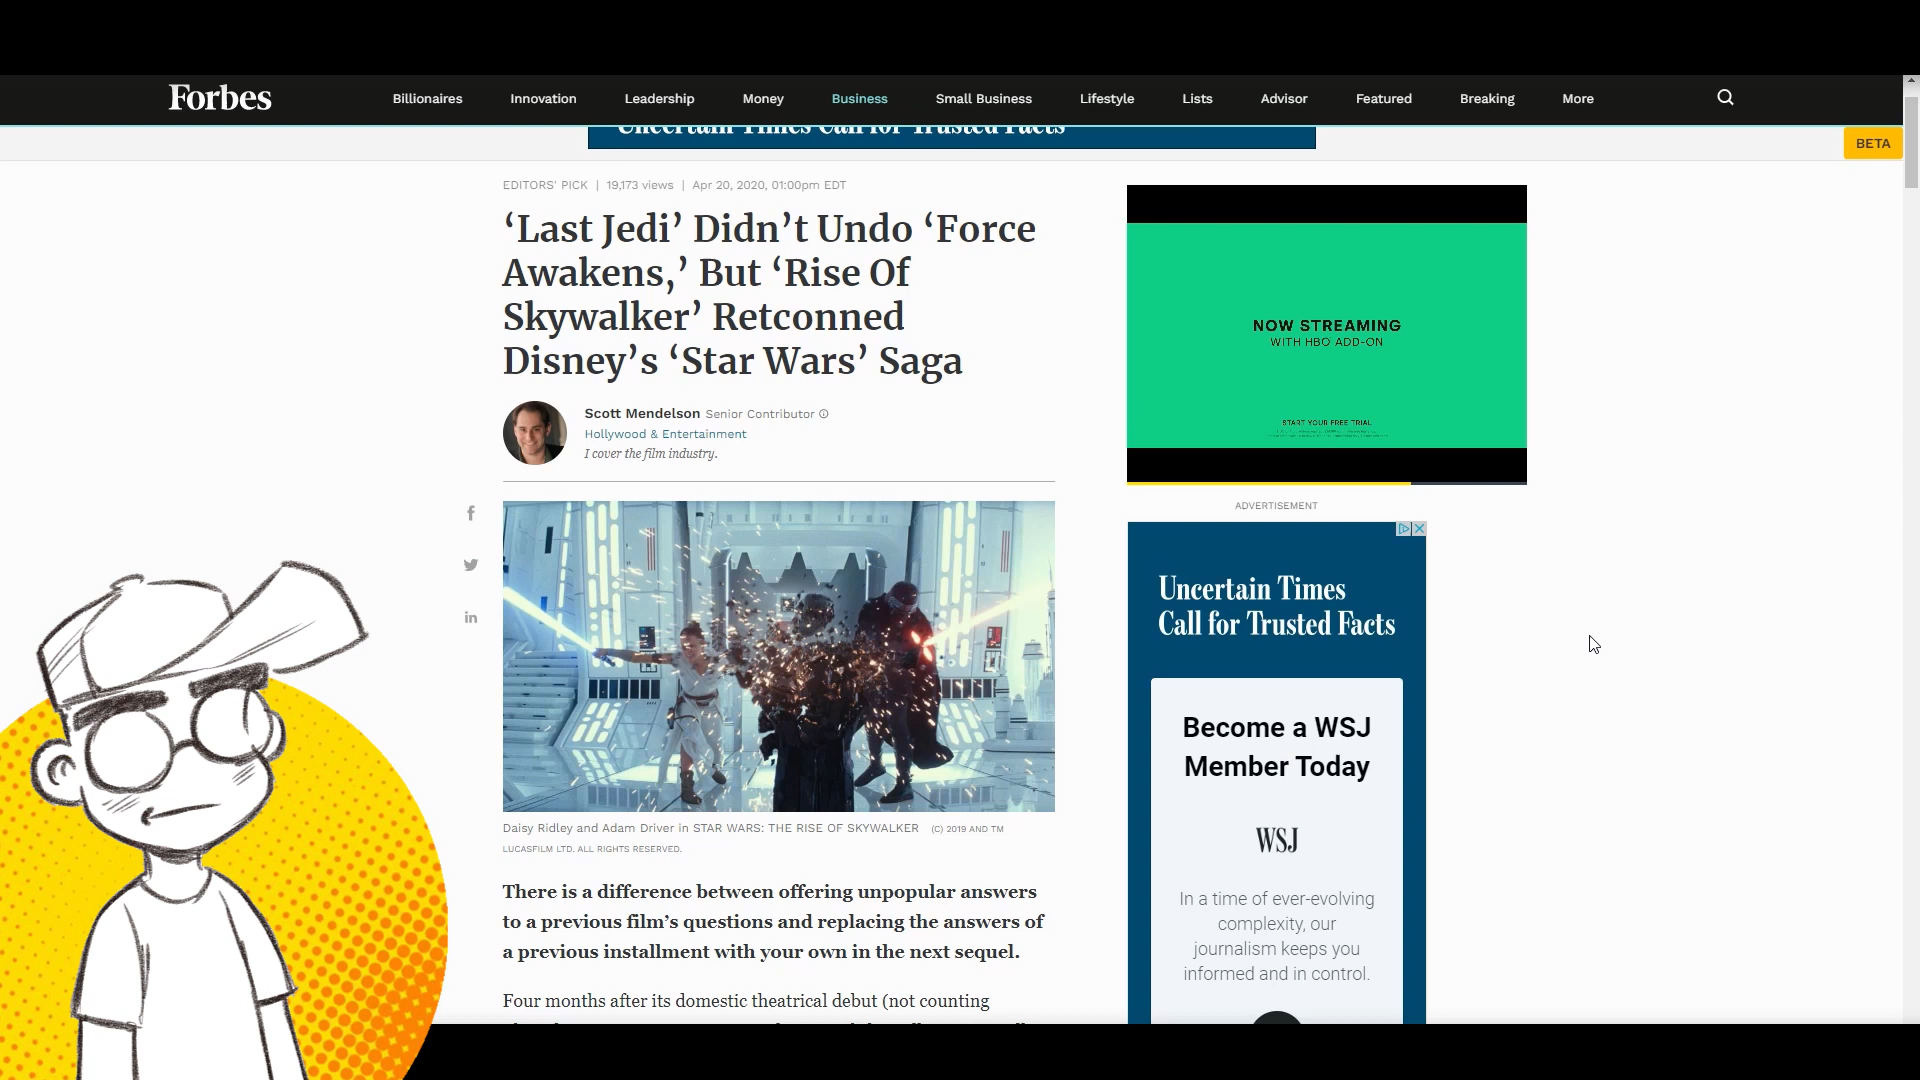 Forbes
Billionaires Innovation Leadership Money Business Small Business Lifestyle Lists Advisor Featured Breaking More
Uncertain Times Call for Trusted Facts
BETA
EDITORS' PICK | 19,173 views | Apr 20, 2020, 01:00pm EDT
‘Last Jedi’ Didn’t Undo ‘Force
Awakens,’ But ‘Rise Of
Skywalker’ Retconned
Disney’s ‘Star Wars’ Saga
Scott Mendelson Senior Contributor
Hollywood & Entertainment
I cover the film industry.
Daisy Ridley and Adam Driver in STAR WARS: THE RISE OF SKYWALKER (C) 2019 AND TM
LUCASFILM LTD. ALL RIGHTS RESERVED.
There is a difference between offering unpopular answers
to a previous film’s questions and replacing the answers of
a previous installment with your own in the next sequel.
Four months after its domestic theatrical debut (not counting
NOW STREAMING
WITH HBO ADD-ON
START YOUR FREE TRIAL
ADVERTISEMENT
Uncertain Times
Call for Trusted Facts
Become a WSJ
Member Today
WSJ
In a time of ever-evolving
complexity, our
journalism keeps you
informed and in control.